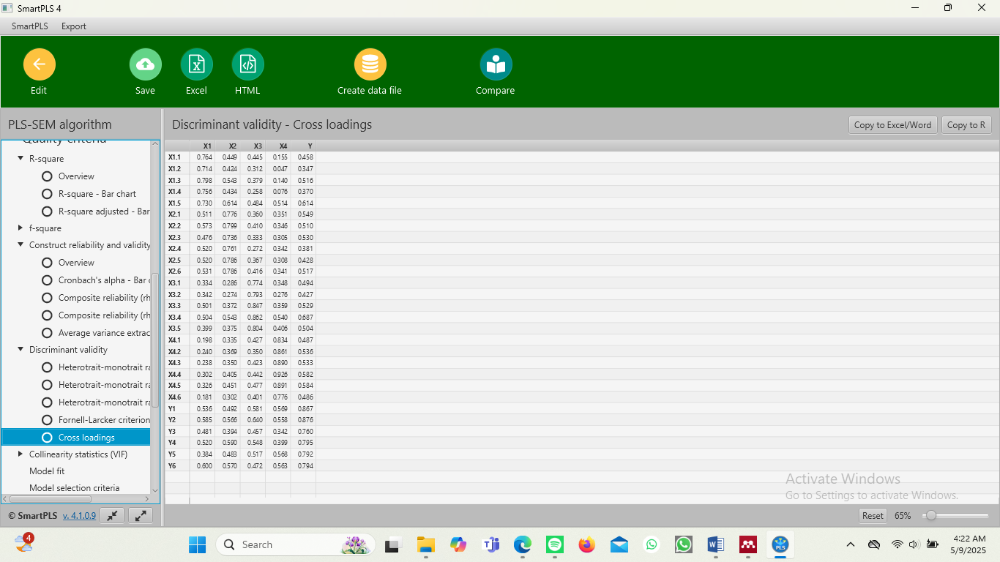 SmartPLS 4
SmartPLS Export
Edit Save Excel HTML Create data file Compare
PLS-SEM algorithm
Quality criteria
R-square
Overview
R-square - Bar chart
R-square adjusted - Bar
f-square
Construct reliability and validity
Overview
Cronbach's alpha - Bar c
Composite reliability (rh
Composite reliability (rh
Average variance extrac
Discriminant validity
Heterotrait-monotrait ra
Heterotrait-monotrait ra
Heterotrait-monotrait ra
Fornell-Larcker criterion
Cross loadings
Collinearity statistics (VIF)
Model fit
Model selection criteria
© SmartPLS v. 4.1.0.9
Discriminant validity - Cross loadings Copy to Excel/Word Copy to R
X1 X2 X3 X4 Y
X1.1 0.764 0.449 0.445 0.155 0.458
X1.2 0.714 0.424 0.312 0.047 0.347
X1.3 0.798 0.543 0.379 0.140 0.516
X1.4 0.756 0.434 0.258 0.076 0.370
X1.5 0.730 0.614 0.484 0.514 0.614
X2.1 0.511 0.776 0.360 0.351 0.549
X2.2 0.573 0.799 0.410 0.346 0.510
X2.3 0.476 0.736 0.333 0.305 0.530
X2.4 0.520 0.761 0.272 0.342 0.381
X2.5 0.520 0.786 0.367 0.308 0.428
X2.6 0.531 0.786 0.416 0.341 0.517
X3.1 0.334 0.286 0.774 0.348 0.494
X3.2 0.342 0.274 0.793 0.276 0.427
X3.3 0.501 0.372 0.847 0.359 0.529
X3.4 0.504 0.543 0.862 0.540 0.687
X3.5 0.399 0.375 0.804 0.406 0.504
X4.1 0.198 0.335 0.427 0.834 0.487
X4.2 0.240 0.369 0.350 0.861 0.536
X4.3 0.238 0.350 0.423 0.890 0.533
X4.4 0.302 0.405 0.442 0.926 0.582
X4.5 0.326 0.451 0.477 0.891 0.584
X4.6 0.181 0.302 0.401 0.776 0.486
Y1 0.536 0.492 0.581 0.569 0.867
Y2 0.585 0.566 0.640 0.558 0.876
Y3 0.481 0.394 0.457 0.342 0.760
Y4 0.520 0.590 0.548 0.399 0.795
Y5 0.384 0.483 0.517 0.568 0.792
Y6 0.600 0.570 0.472 0.563 0.794
Activate Windows
Go to Settings to activate Windows.
Reset 65%
4
Search
PLS
4:22 AM
5/9/2025